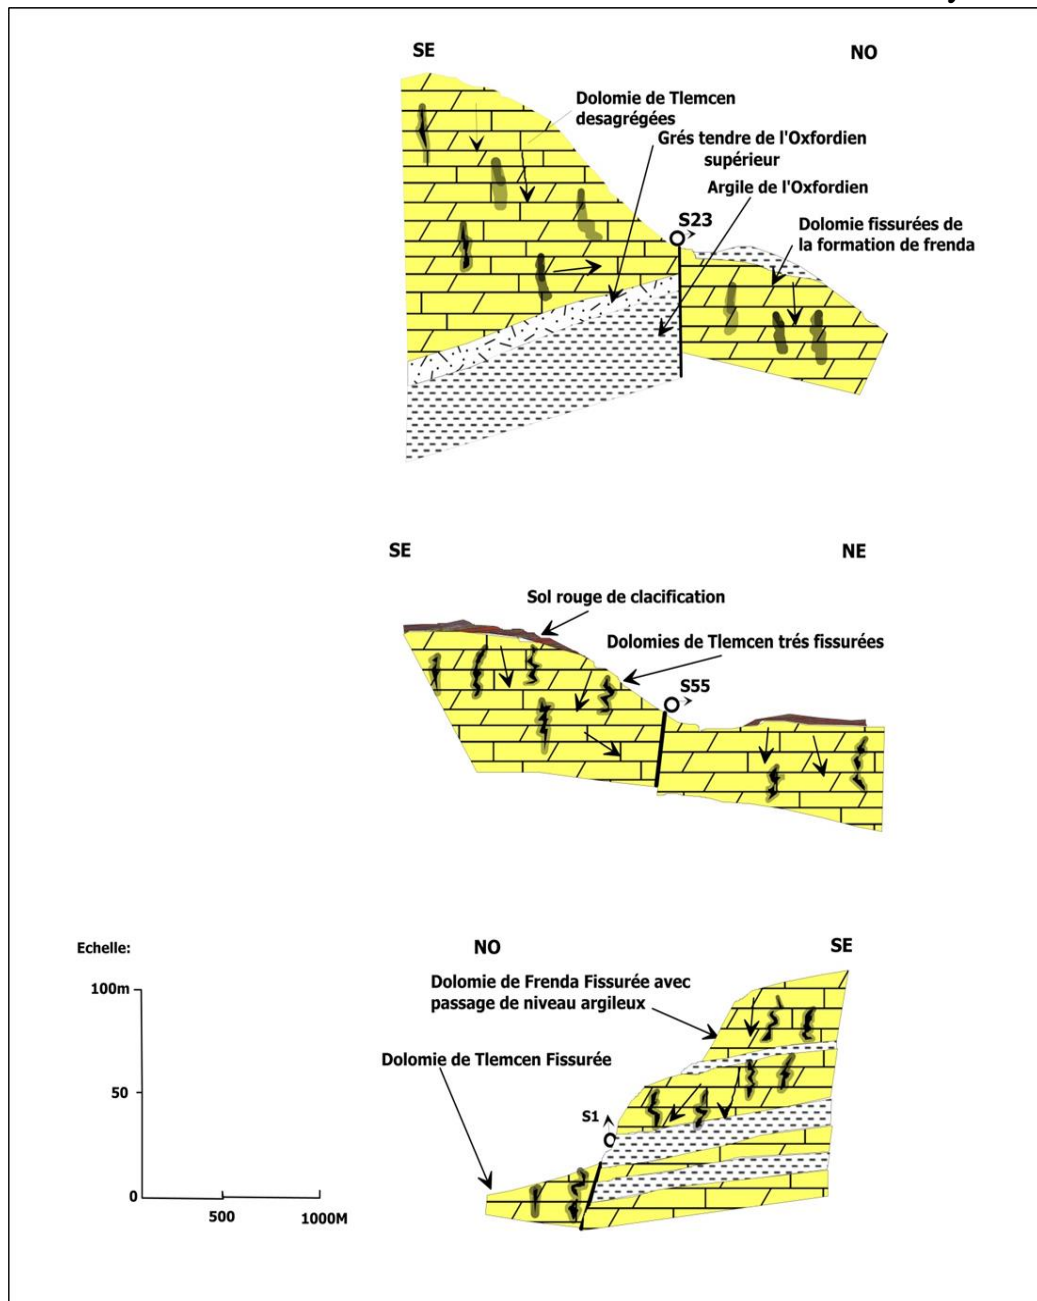 SE
NO
Dolomie de Tlemcen
desagrégées
Grés tendre de l'Oxfordien
supérieur
Argile de l'Oxfordien
S23
Dolomie fissurées de
la formation de frenda
SE
NE
Sol rouge de clacification
Dolomies de Tlemcen trés fissurées
S55
Echelle:
NO
SE
100m
Dolomie de Frenda Fissurée avec
passage de niveau argileux
Dolomie de Tlemcen Fissurée
50
S1
0
500
1000M